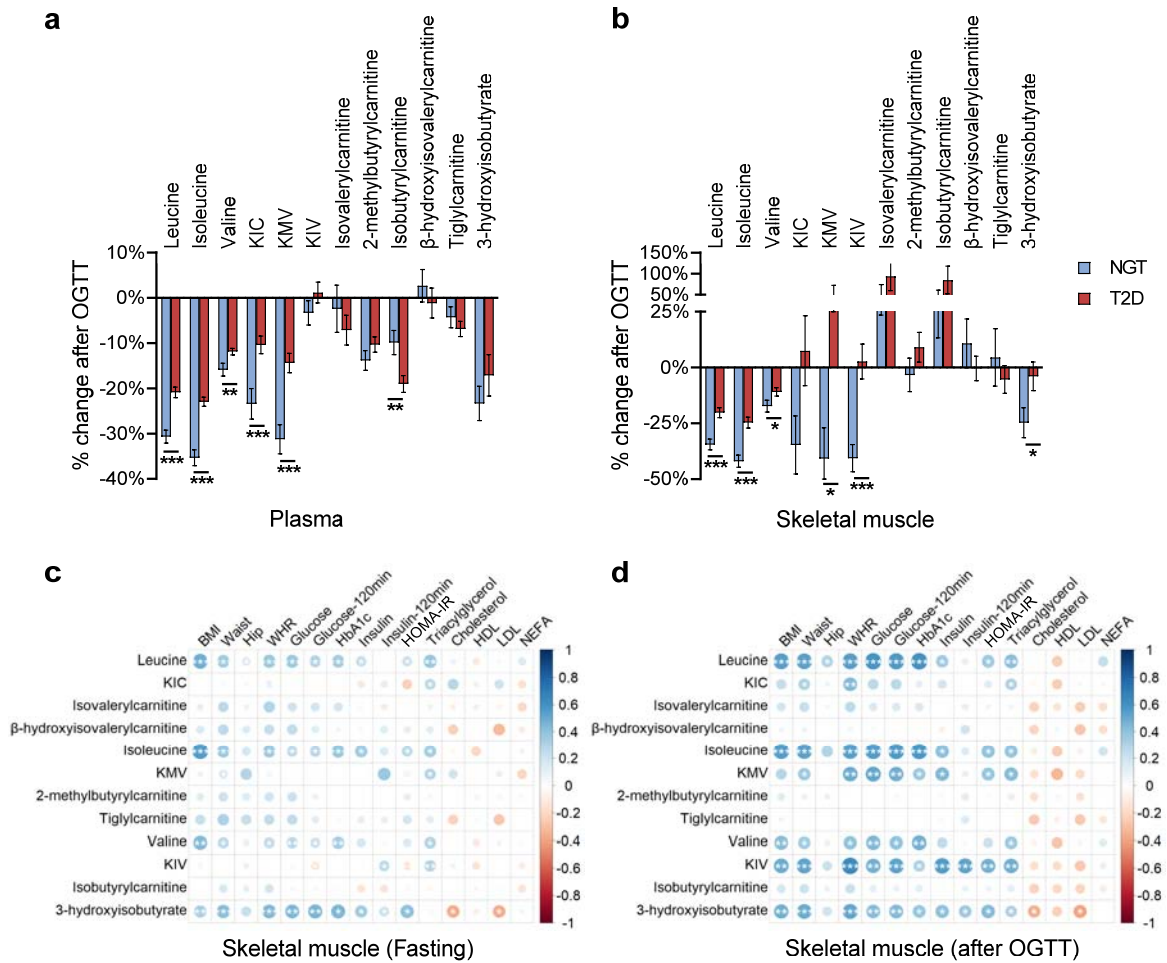 a
Leucine
Isoleucine
Valine
KIC
KMV
KIV
Isovalerylcarnitine
2-methylbutyrylcarnitine
Isobutyrylcarnitine
β-hydroxyisovalerylcarnitine
Tiglylcarnitine
3-hydroxyisobutyrate
% change after OGTT
10%
0%
-10%
-20%
-30%
-40%
***
***
**
***
***
**
Plasma
b
Leucine
Isoleucine
Valine
KIC
KMV
KIV
Isovalerylcarnitine
2-methylbutyrylcarnitine
Isobutyrylcarnitine
β-hydroxyisovalerylcarnitine
Tiglylcarnitine
3-hydroxyisobutyrate
% change after OGTT
150%
100%
50%
25%
0%
-25%
-50%
***
***
*
*
***
*
Skeletal muscle
NGT
T2D
c
BMI
Waist
Hip
WHR
Glucose
Glucose-120min
HbA1c
Insulin
Insulin-120min
HOMA-IR
Triacylglycerol
Cholesterol
HDL
LDL
NEFA
Leucine
KIC
Isovalerylcarnitine
β-hydroxyisovalerylcarnitine
Isoleucine
KMV
2-methylbutyrylcarnitine
Tiglylcarnitine
Valine
KIV
Isobutyrylcarnitine
3-hydroxyisobutyrate
1
0.8
0.6
0.4
0.2
0
-0.2
-0.4
-0.6
-0.8
-1
Skeletal muscle (Fasting)
d
BMI
Waist
Hip
WHR
Glucose
Glucose-120min
HbA1c
Insulin
Insulin-120min
HOMA-IR
Triacylglycerol
Cholesterol
HDL
LDL
NEFA
Leucine
KIC
Isovalerylcarnitine
β-hydroxyisovalerylcarnitine
Isoleucine
KMV
2-methylbutyrylcarnitine
Tiglylcarnitine
Valine
KIV
Isobutyrylcarnitine
3-hydroxyisobutyrate
1
0.8
0.6
0.4
0.2
0
-0.2
-0.4
-0.6
-0.8
-1
Skeletal muscle (after OGTT)